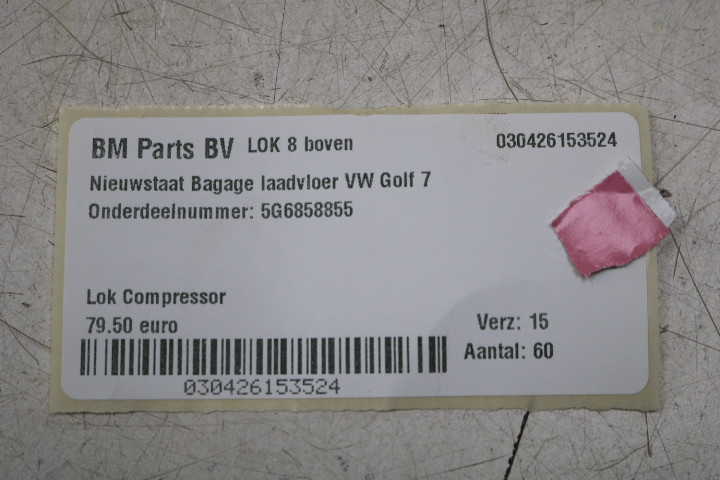 BM Parts BV LOK 8 boven 030426153524
Nieuwstaat Bagage laadvloer VW Golf 7
Onderdeelnummer: 5G6858855
Lok Compressor
79.50 euro Verz: 15
Aantal: 60
030426153524